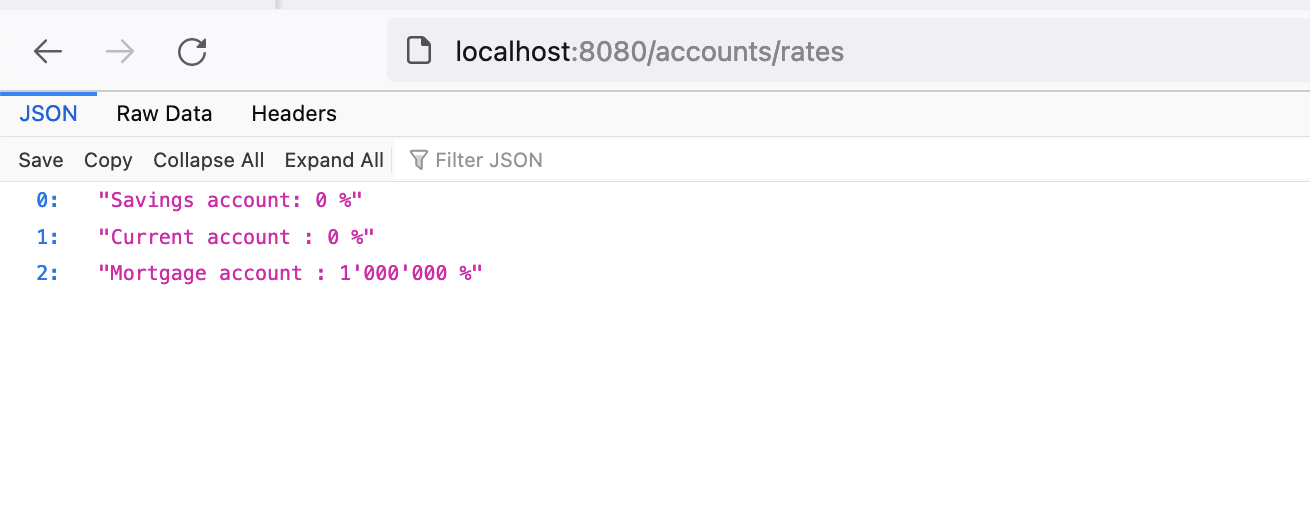 localhost:8080/accounts/rates
JSON Raw Data Headers
Save Copy Collapse All Expand All Filter JSON
0: "Savings account: 0 %"
1: "Current account : 0 %"
2: "Mortgage account : 1'000'000 %"